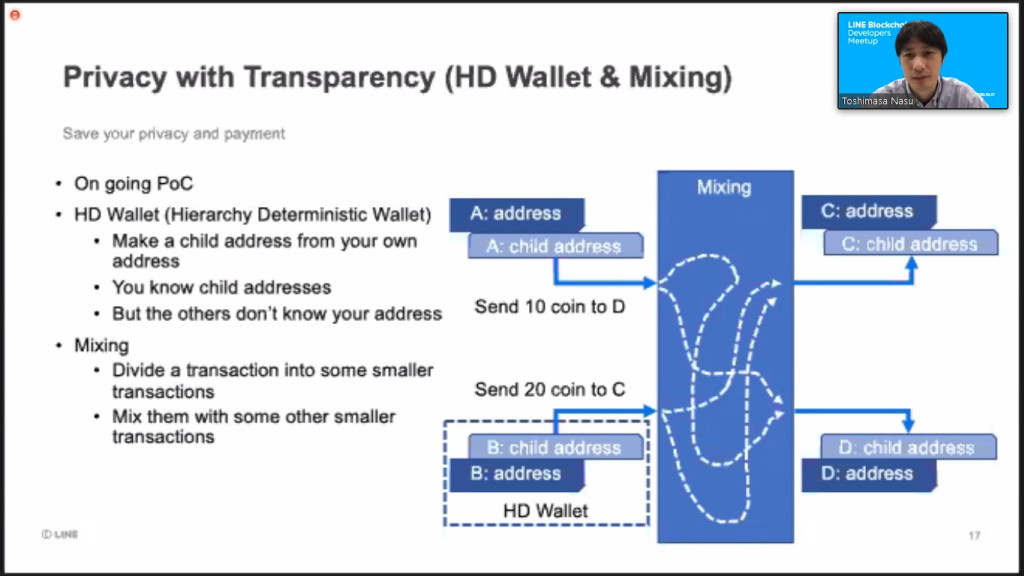 LINE Blockchain
Developers
Meetup
Toshimasa Nasu
Privacy with Transparency (HD Wallet & Mixing)
Save your privacy and payment
• On going PoC
• HD Wallet (Hierarchy Deterministic Wallet)
• Make a child address from your own
address
• You know child addresses
• But the others don't know your address
• Mixing
• Divide a transaction into some smaller
transactions
• Mix them with some other smaller
transactions
A: address
A: child address
Send 10 coin to D
Send 20 coin to C
B: child address
B: address
HD Wallet
Mixing
C: address
C: child address
D: child address
D: address
LINE
17